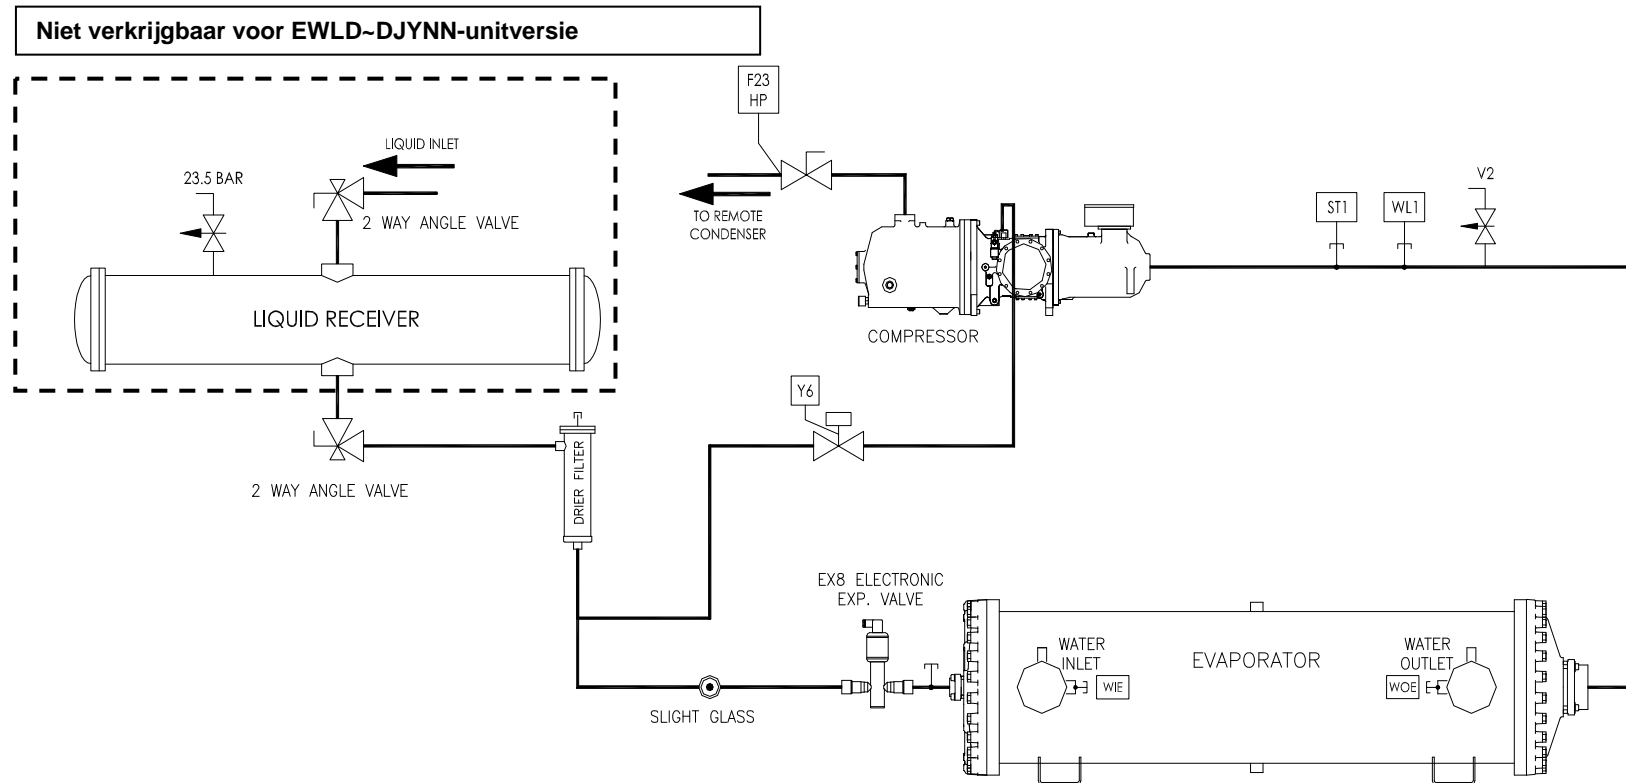 Niet verkrijgbaar voor EWLD~DJYNN-unitversie
F23
HP
LIQUID INLET
23.5 BAR
2 WAY ANGLE VALVE
TO REMOTE
CONDENSER
V2
ST1
WL1
LIQUID RECEIVER
COMPRESSOR
Y6
DRIER FILTER
2 WAY ANGLE VALVE
EX8 ELECTRONIC
EXP. VALVE
WATER
INLET
EVAPORATOR
WATER
OUTLET
WIE
WOE
SLIGHT GLASS